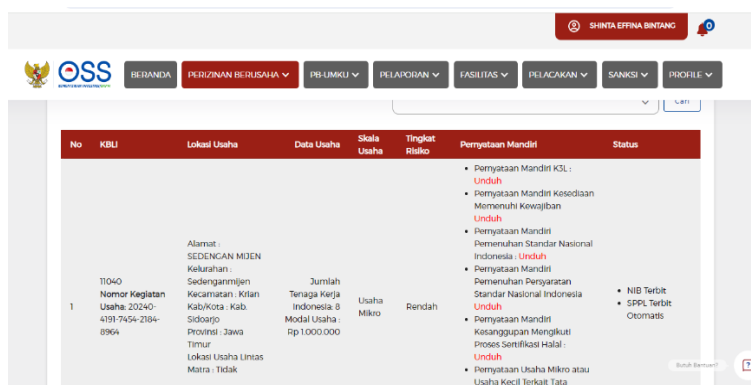 SHINTA EFFINA BINTANG
0
OSS
BERANDA
PERIZINAN BERUSAHA
PB-UMKU
PELAPORAN
FASILITAS
PELACAKAN
SANKSI
PROFILE
Cari
No
KBLI
Lokasi Usaha
Data Usaha
Skala
Usaha
Tingkat
Risiko
Pernyataan Mandiri
Status
1
11040
Nomor Kegiatan
Usaha: 20240-
4191-7454-2184-
8964
Alamat :
SEDENGAN MIJEN
Kelurahan :
Sedenganmijen
Kecamatan : Krian
Kab/Kota : Kab.
Sidoarjo
Provinsi : Jawa
Timur
Lokasi Usaha Lintas
Matra : Tidak
Jumlah
Tenaga Kerja
Indonesia: 8
Modal Usaha :
Rp 1.000.000
Usaha
Mikro
Rendah
• Pernyataan Mandiri K3L :
Unduh
• Pernyataan Mandiri Kesediaan
Memenuhi Kewajiban
Unduh
• Pernyataan Mandiri
Pemenuhan Standar Nasional
Indonesia : Unduh
• Pernyataan Mandiri
Pemenuhan Persyaratan
Standar Nasional Indonesia
Unduh
• Pernyataan Mandiri
Kesanggupan Mengikuti
Proses Sertifikasi Halal :
Unduh
• Pernyataan Usaha Mikro atau
Usaha Kecil Terkait Tata
• NIB Terbit
• SPPL Terbit
Otomatis
Butuh Bantuan?